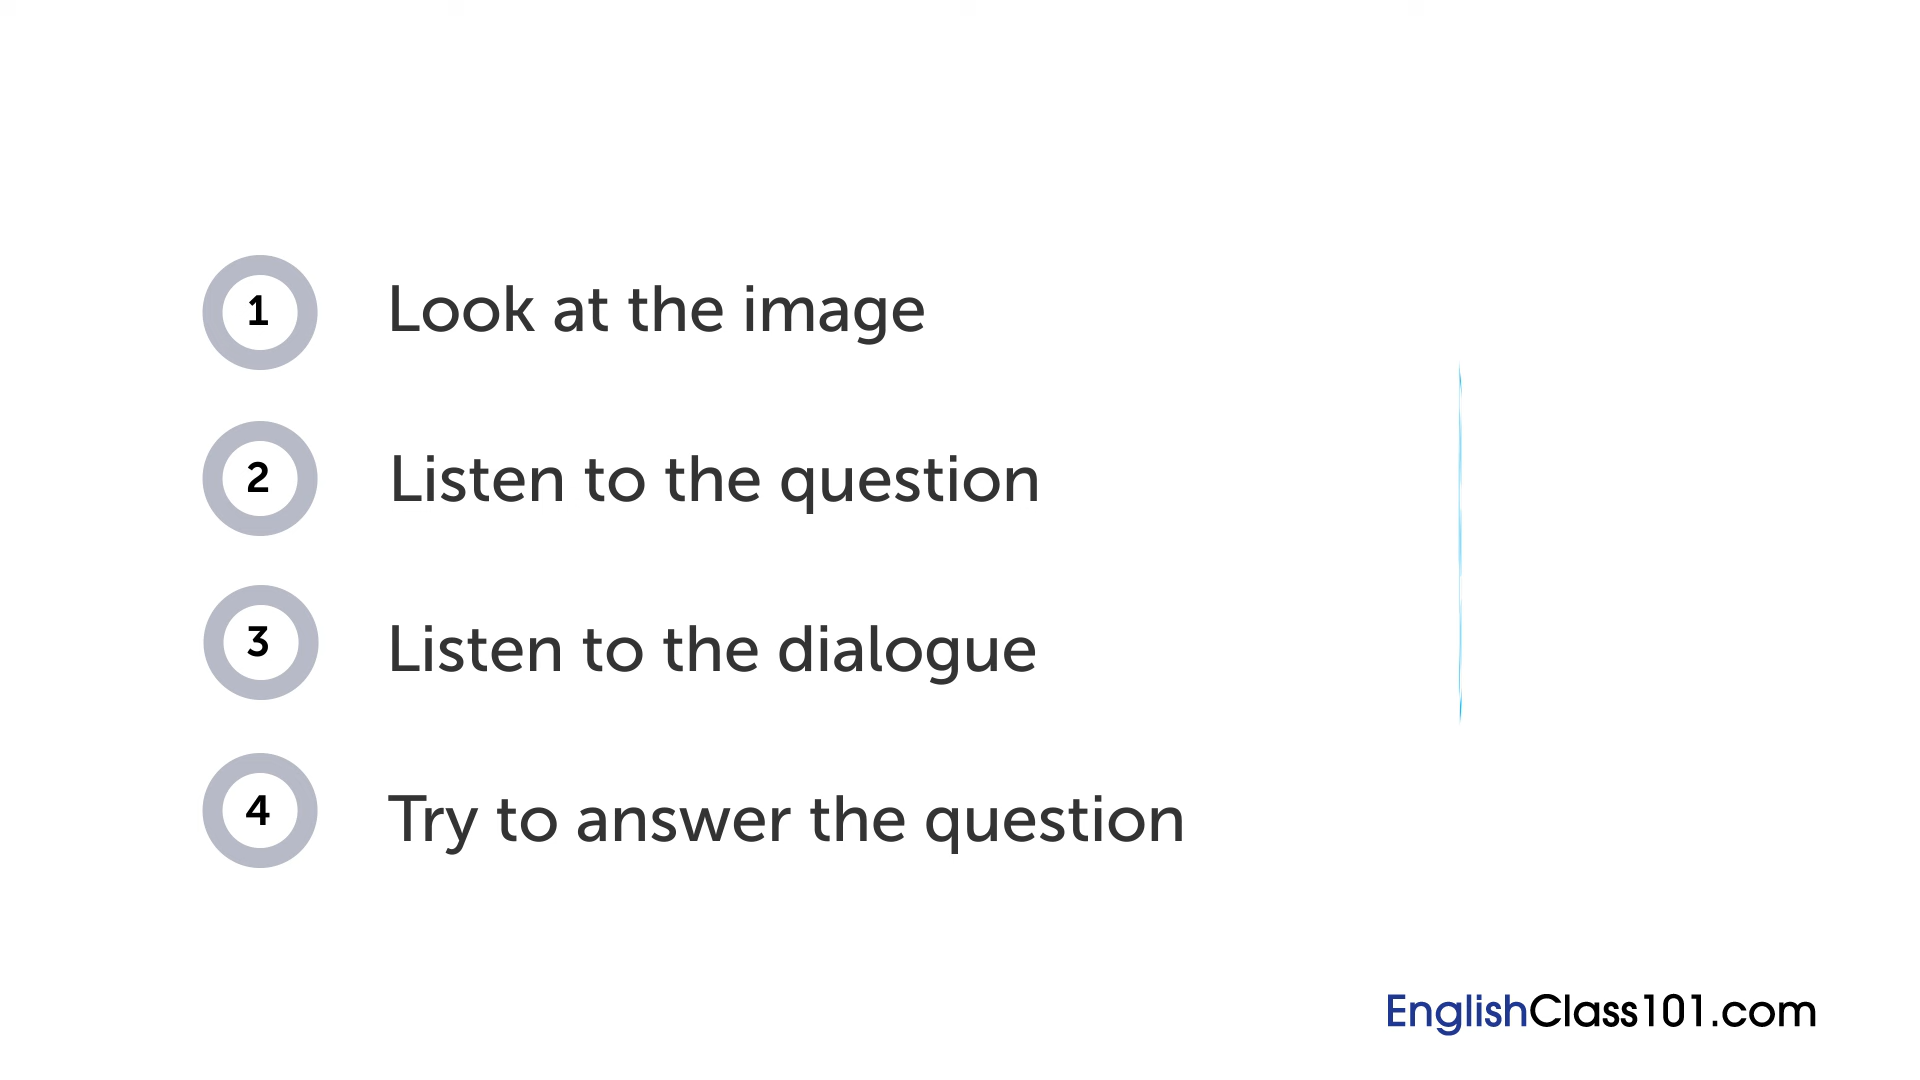 1 Look at the image
2 Listen to the question
3 Listen to the dialogue
4 Try to answer the question
EnglishClass101.com